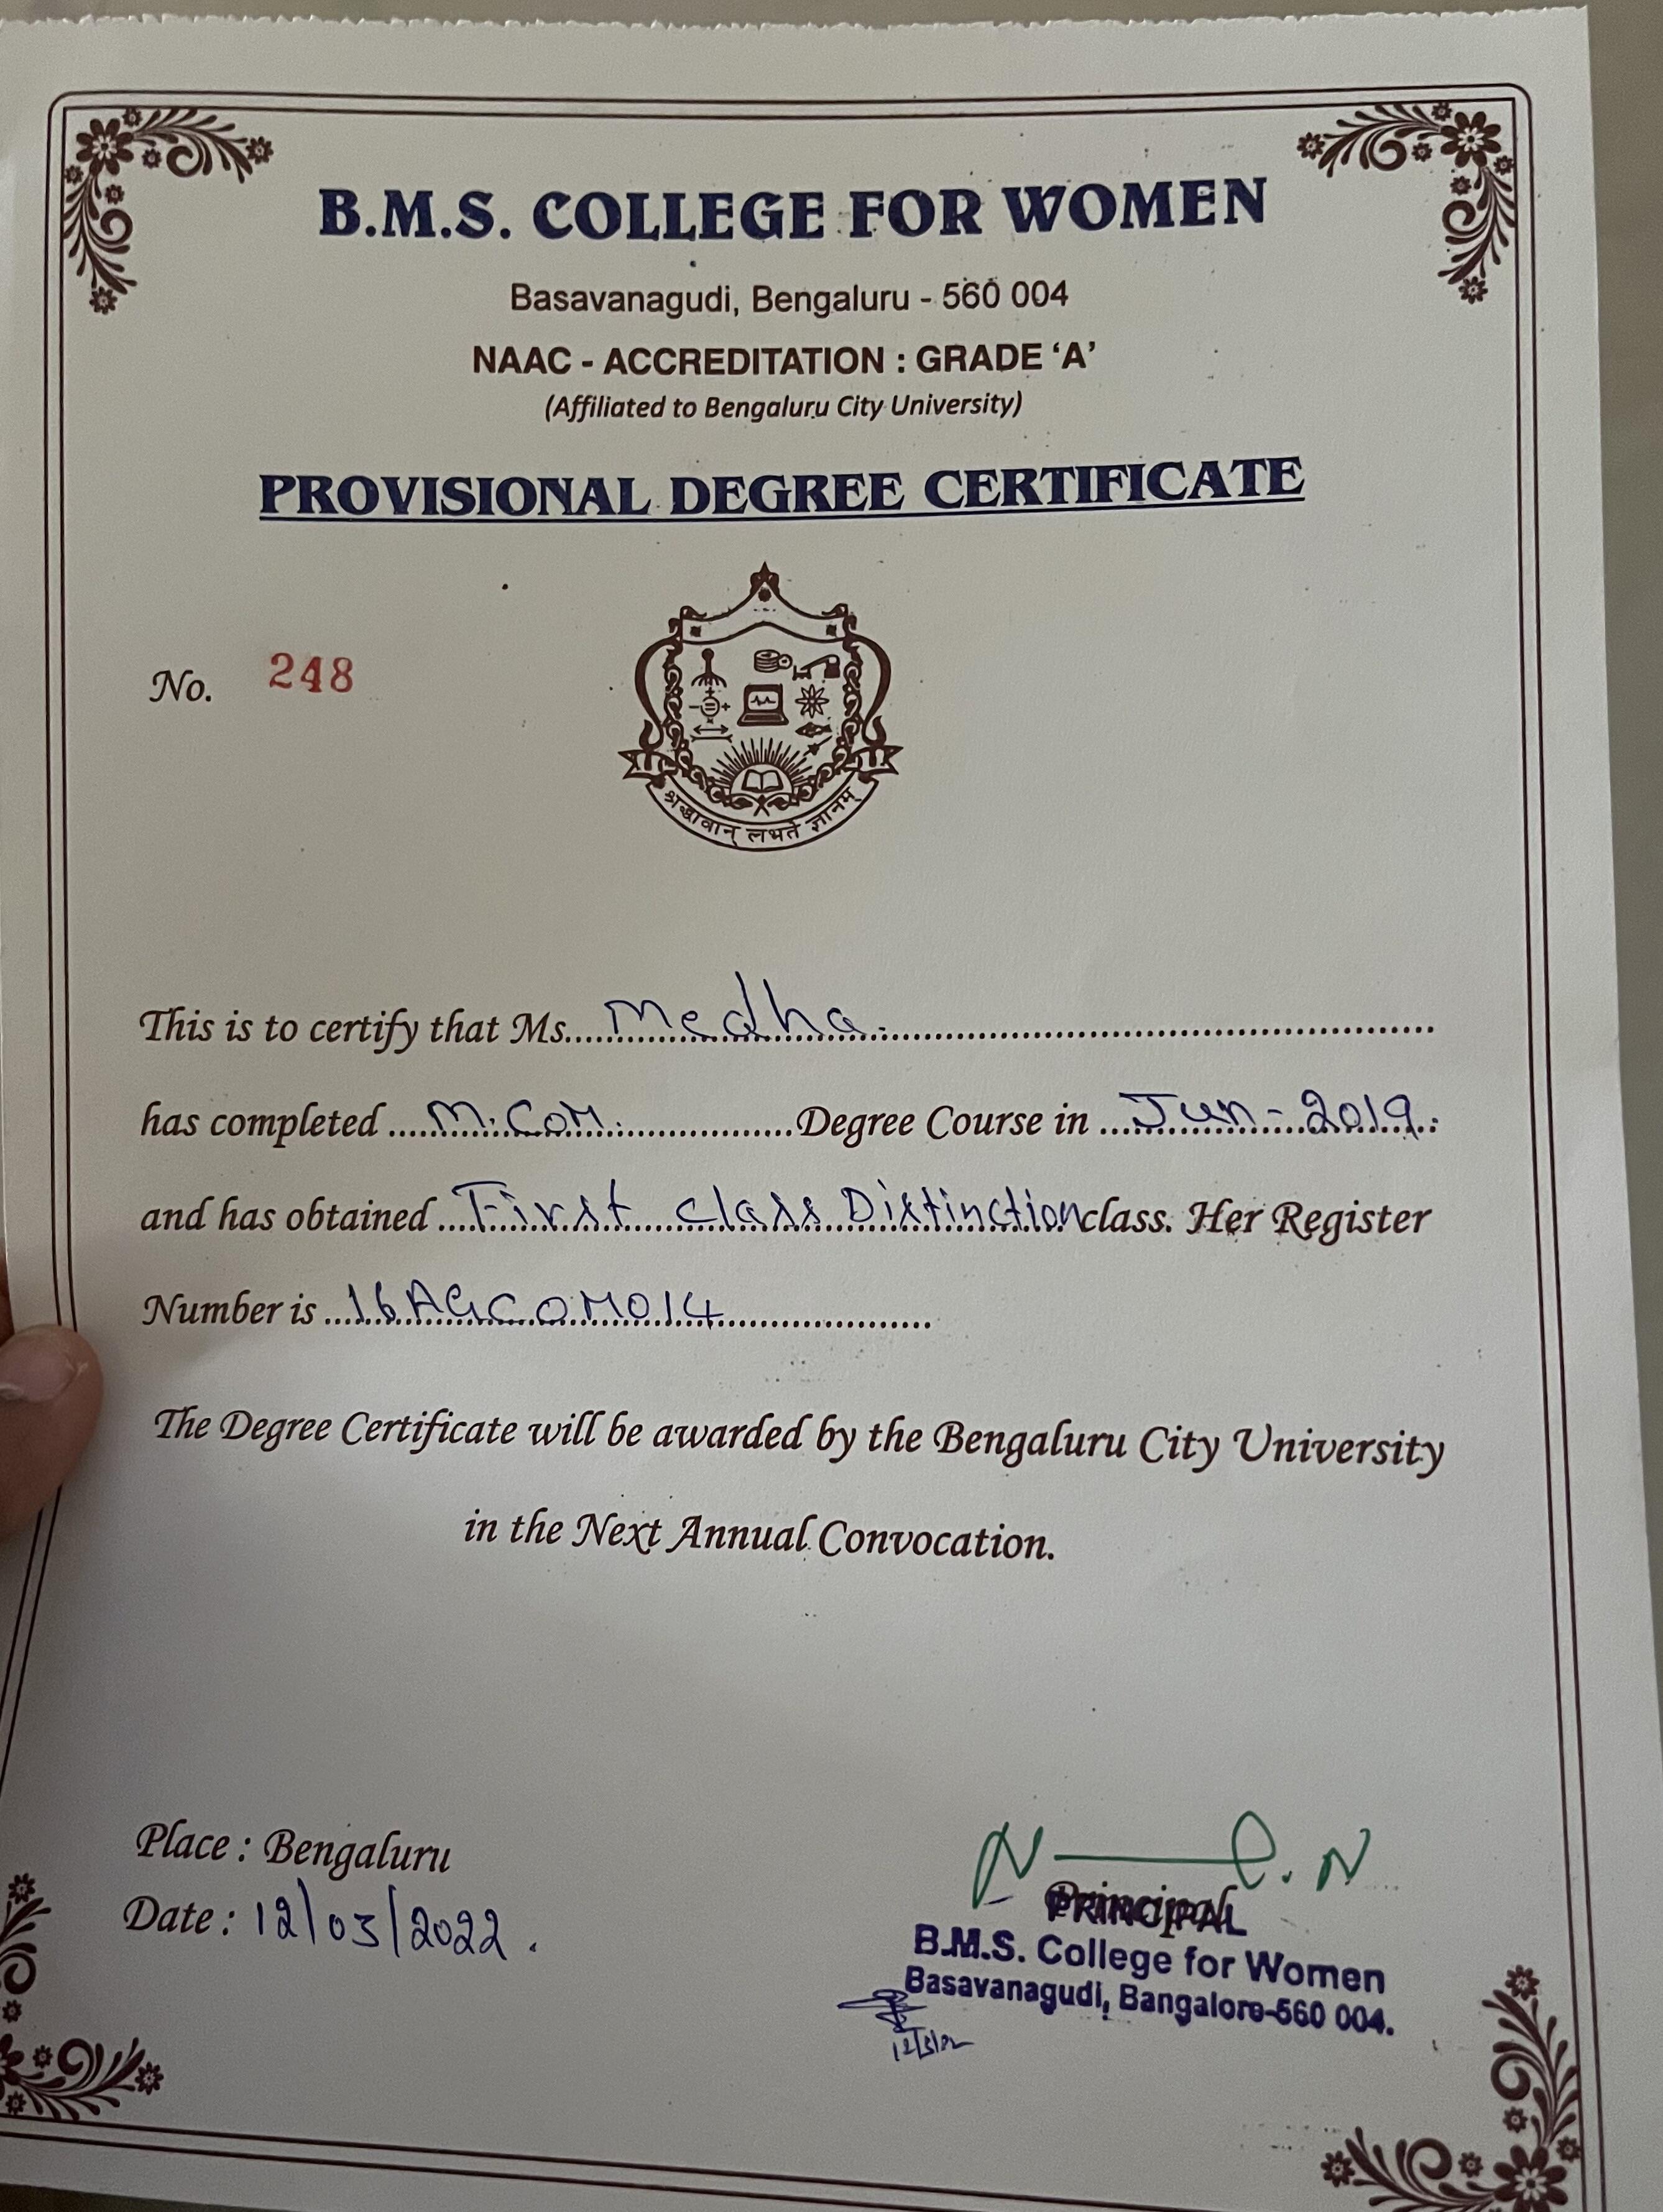 B.M.S. COLLEGE FOR WOMEN
Basavanagudi, Bengaluru - 560 004
NAAC - ACCREDITATION : GRADE ‘A’
(Affiliated to Bengaluru City University)
PROVISIONAL DEGREE CERTIFICATE
No. 248
श्रद्धावान् लभते ज्ञानम्
This is to certify that Ms. Medha.
has completed M.COM. Degree Course in Jun-2019.
and has obtained First class Distinction class. Her Register
Number is 16AGCOM014
The Degree Certificate will be awarded by the Bengaluru City University
in the Next Annual Convocation.
Place : Bengaluru
Date : 12/03/2022.
Principal
PRINCIPAL
B.M.S. College for Women
Basavanagudi, Bangalore-560 004.